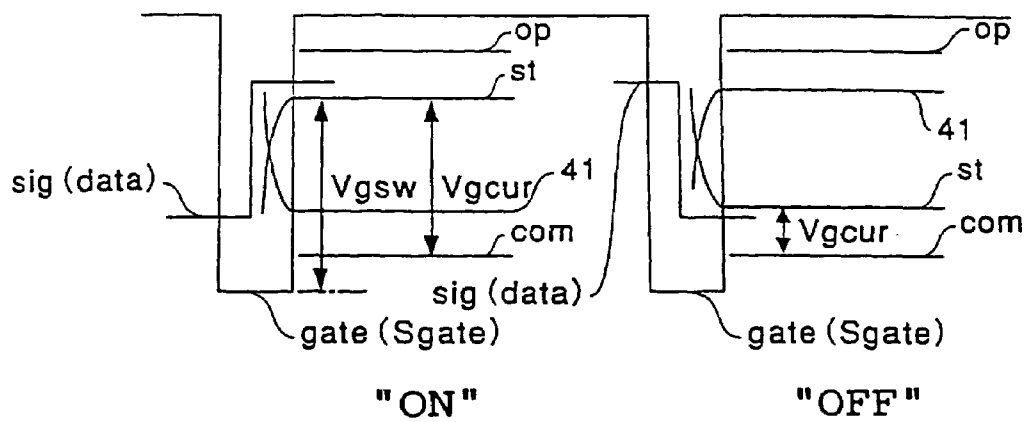 op
st
sig (data)
Vgsw
Vgcur
41
com
gate (Sgate)
"ON"
op
41
st
Vgcur
com
sig (data)
gate (Sgate)
"OFF"